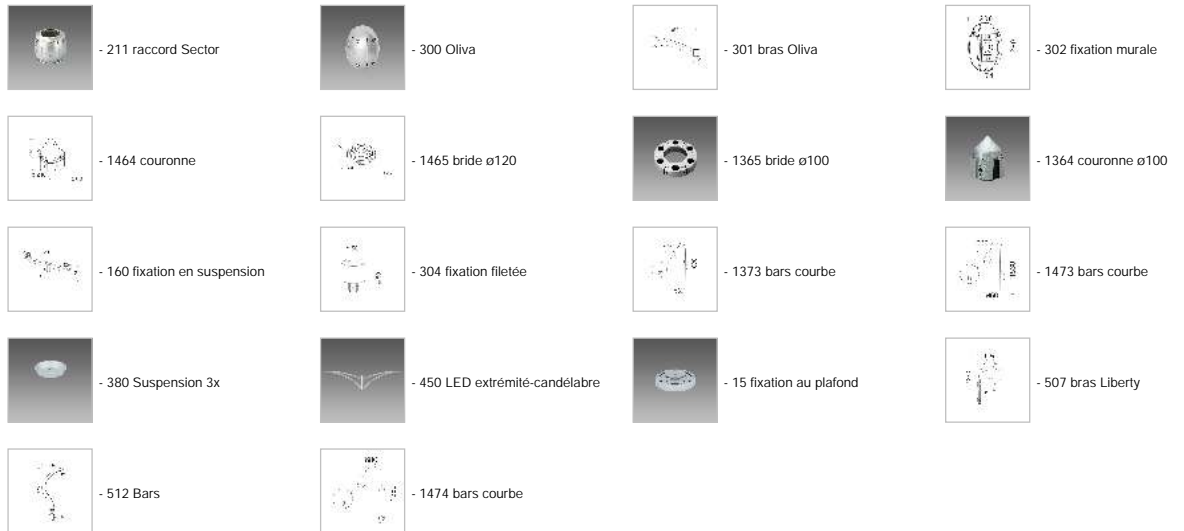 - 211 raccord Sector
- 300 Oliva
- 301 bras Oliva
- 302 fixation murale
- 1464 couronne
- 1465 bride ø120
- 1365 bride ø100
- 1364 couronne ø100
- 160 fixation en suspension
- 304 fixation filetée
- 1373 bars courbe
- 1473 bars courbe
- 380 Suspension 3x
- 450 LED extrémité-candélabre
- 15 fixation au plafond
- 507 bras Liberty
- 512 Bars
- 1474 bars courbe